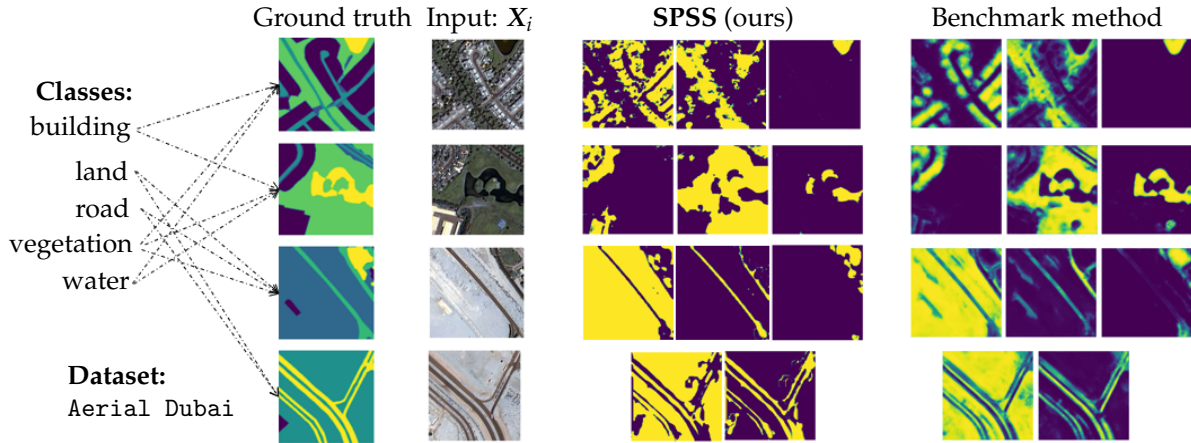 Ground truth
Input: X_i
SPSS (ours)
Benchmark method
Classes:
building
land
road
vegetation
water
Dataset:
Aerial Dubai